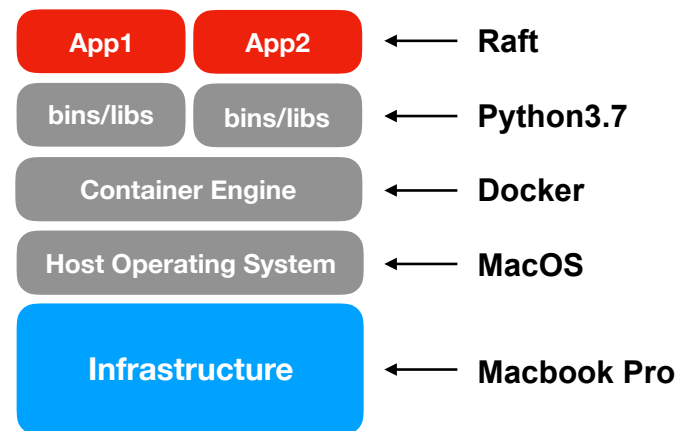 App1 App2 Raft
bins/libs bins/libs Python3.7
Container Engine Docker
Host Operating System MacOS
Infrastructure Macbook Pro